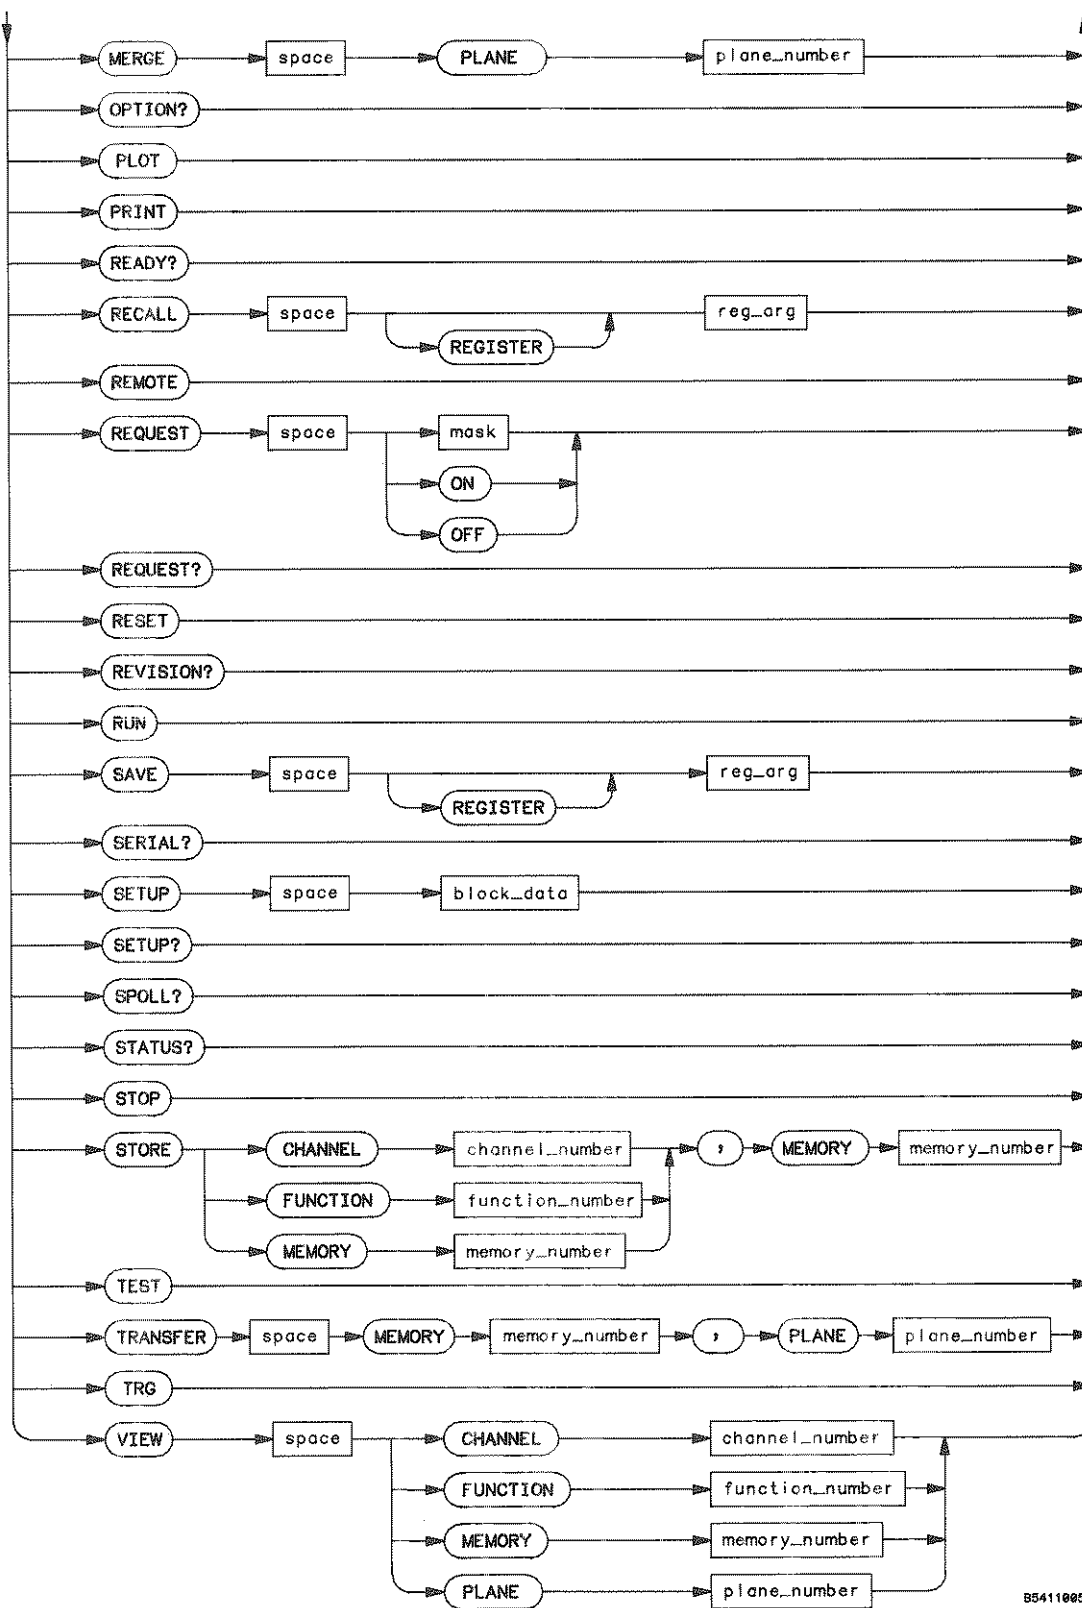 MERGE space PLANE plane_number
OPTION?
PLOT
PRINT
READY?
RECALL space reg_arg
REGISTER
REMOTE
REQUEST space mask
ON
OFF
REQUEST?
RESET
REVISION?
RUN
SAVE space reg_arg
REGISTER
SERIAL?
SETUP space block_data
SETUP?
SPOLL?
STATUS?
STOP
STORE CHANNEL channel_number , MEMORY memory_number
FUNCTION function_number
MEMORY memory_number
TEST
TRANSFER space MEMORY memory_number , PLANE plane_number
TRG
VIEW space CHANNEL channel_number
FUNCTION function_number
MEMORY memory_number
PLANE plane_number
B5411005